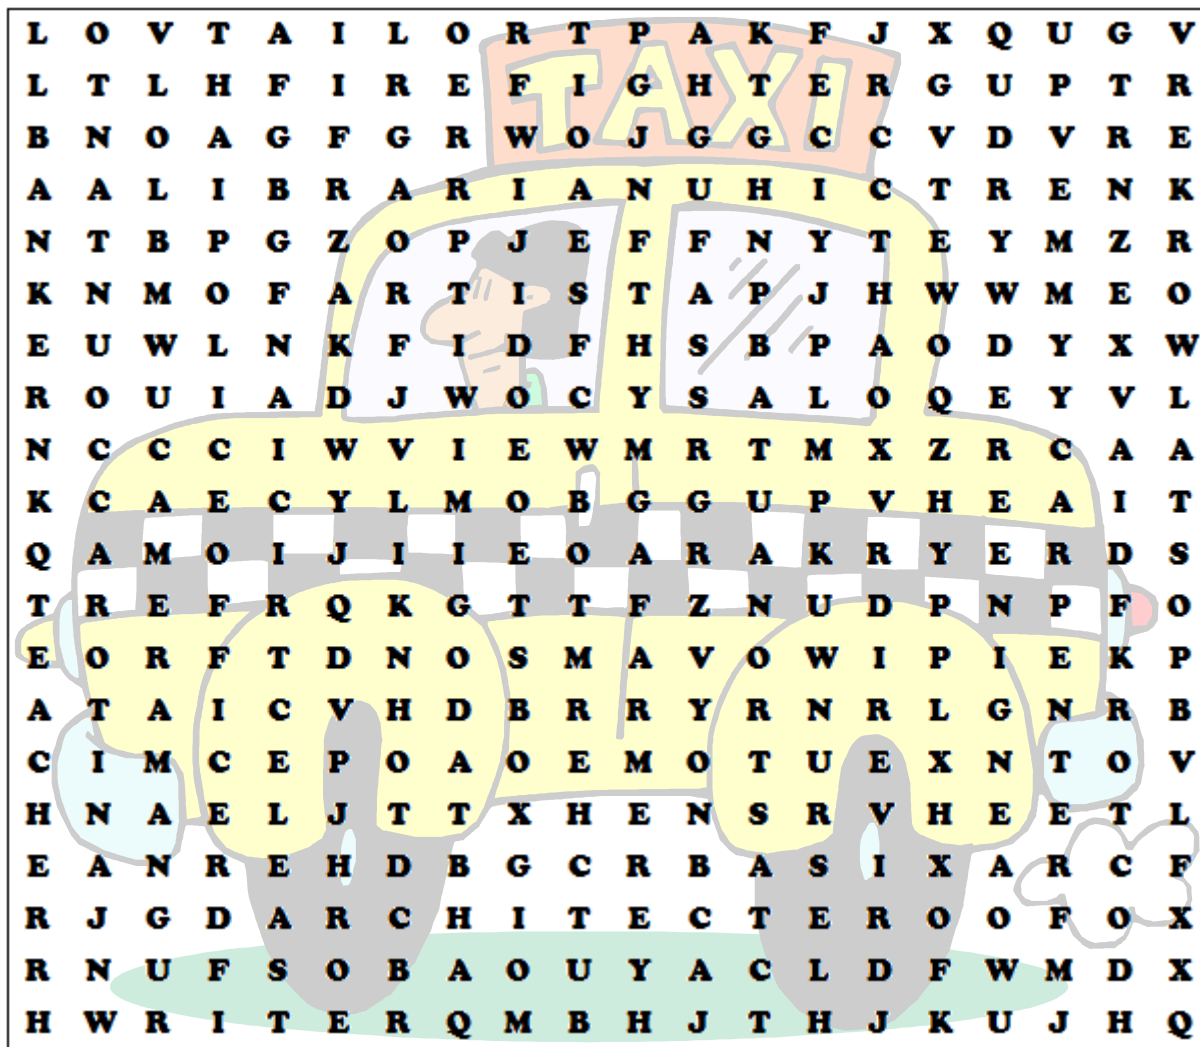 L O V T A I L O R T P A K F J X Q U G V
L T L H F I R E F I G H T E R G U P T R
B N O A G F G R W O J G G C C V D V R E
A A L I B R A R I A N U H I C T R E N K
N T B P G Z O P J E F F N Y T E Y M Z R
K N M O F A R T I S T A P J H W W M E O
E U W L N K F I D F H S B P A O D Y X W
R O U I A D J W O C Y S A L O Q E Y V L
N C C C I W V I E W M R T M X Z R C A A
K C A E C Y L M O B G G U P V H E A I T
Q A M O I J I I E O A R A K R Y E R D S
T R E F R Q K G T T F Z N U D P N P F O
E O R F T D N O S M A V O W I P I E K P
A T A I C V H D B R R Y R N R L G N R B
C I M C E P O A O E M O T U E X N T O V
H N A E L J T T X H E N S R V H E E T L
E A N R E H D B G C R B A S I X A R C F
R J G D A R C H I T E C T E R O O F O X
R N U F S O B A O U Y A C L D F W M D X
H W R I T E R Q M B H J T H J K U J H Q
TAXI